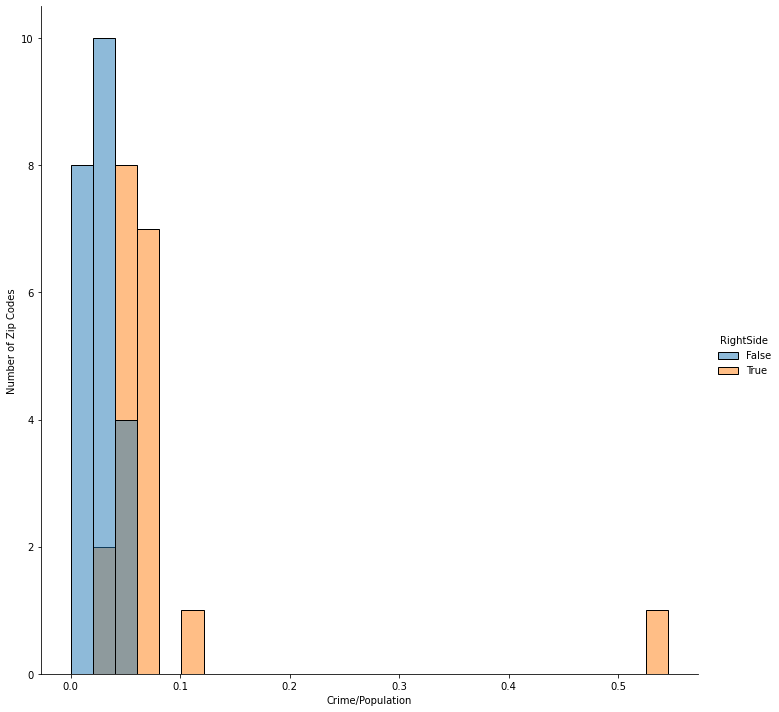 10
8
6
4
2
0
Number of Zip Codes
0.0 0.1 0.2 0.3 0.4 0.5
Crime/Population
RightSide
False
True